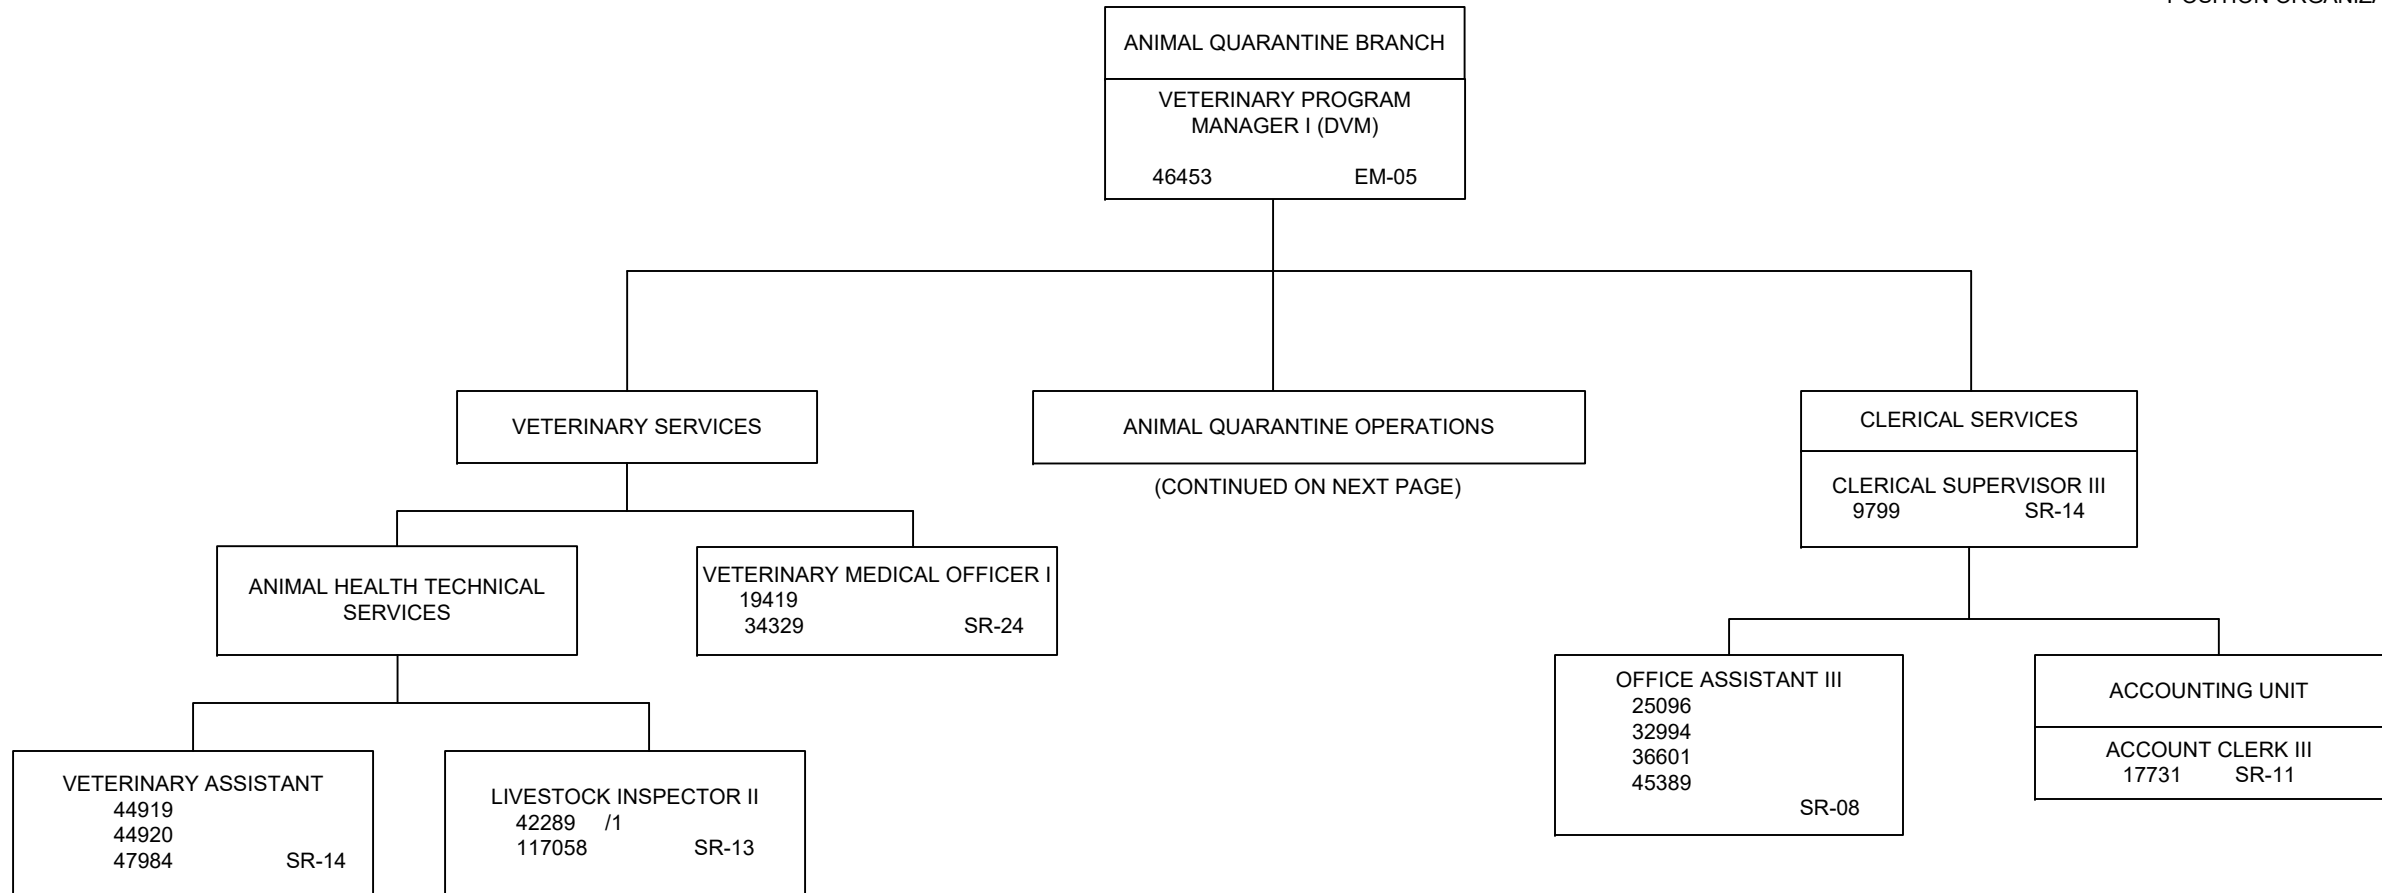 ANIMAL QUARANTINE BRANCH
VETERINARY PROGRAM
MANAGER I (DVM)
46453 EM-05
VETERINARY SERVICES
ANIMAL QUARANTINE OPERATIONS
(CONTINUED ON NEXT PAGE)
CLERICAL SERVICES
CLERICAL SUPERVISOR III
9799 SR-14
ANIMAL HEALTH TECHNICAL
SERVICES
VETERINARY MEDICAL OFFICER I
19419
34329 SR-24
OFFICE ASSISTANT III
25096
32994
36601
45389
SR-08
ACCOUNTING UNIT
ACCOUNT CLERK III
17731 SR-11
VETERINARY ASSISTANT
44919
44920
47984 SR-14
LIVESTOCK INSPECTOR II
42289 /1
117058 SR-13